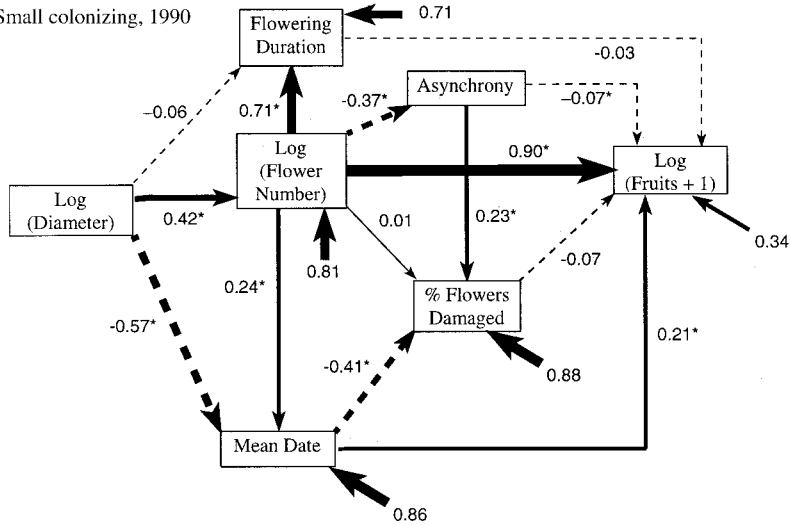 Small colonizing, 1990
Flowering
Duration
0.71
-0.03
–0.06
0.71*
-0.37*
Asynchrony
–0.07*
Log
(Flower
Number)
0.90*
Log
(Fruits + 1)
Log
(Diameter)
0.42*
0.01
0.23*
0.34
0.81
-0.07
0.24*
% Flowers
Damaged
-0.57*
0.21*
-0.41*
0.88
Mean Date
0.86